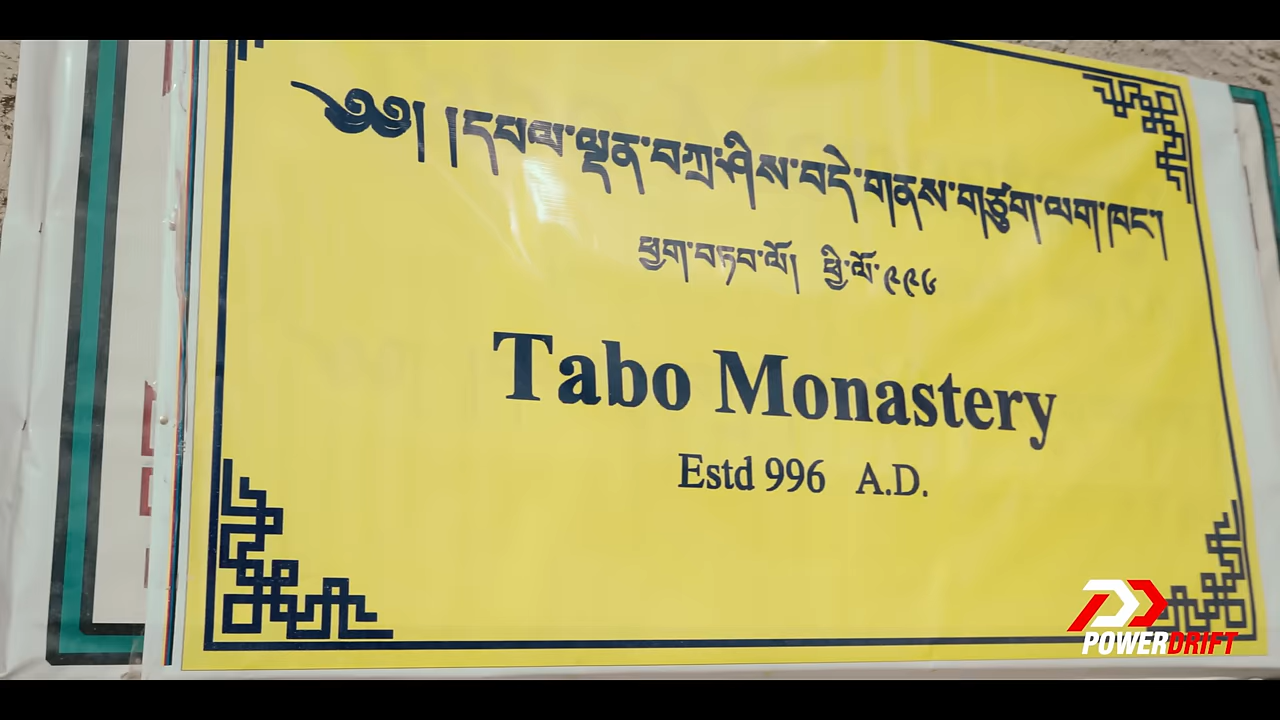 ༄༅། །དཔལ་ལྡན་བཀྲ་ཤིས་བདེ་གནས་གཙུག་ལག་ཁང་།
ཕྱག་བཏབ་ལོ། ཕྱི་ལོ་༩༩༦
Tabo Monastery
Estd 996 A.D.
POWERDRIFT